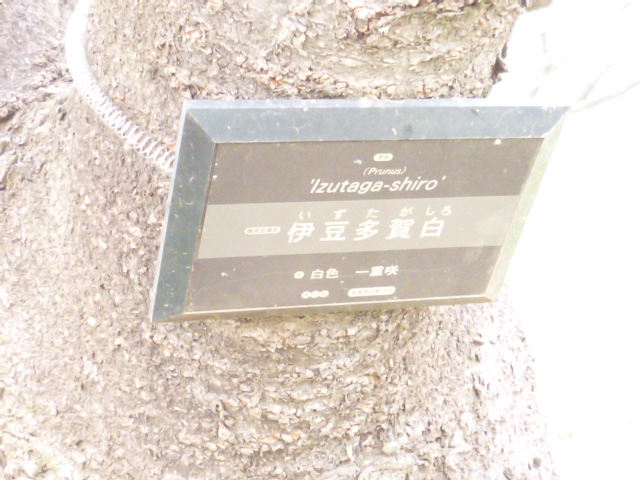 (Prunus)
'Izutaga-shiro'
いずたがしろ
伊豆多賀白
白色 一重咲